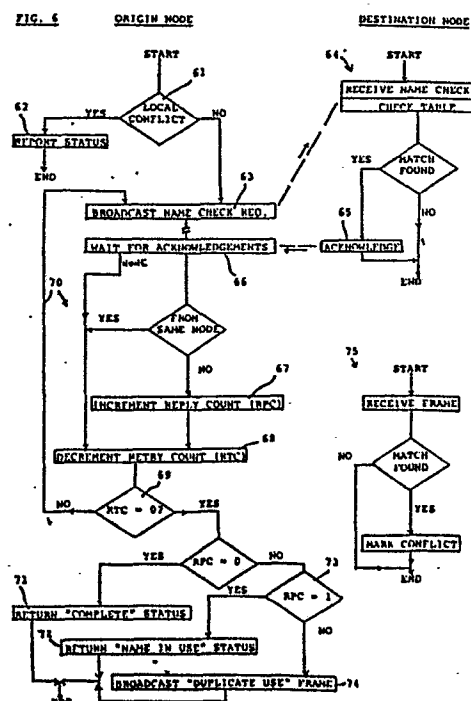 FIG. 6
ORIGIN NODE
DESTINATION NODE
START
61
62
YES
LOCAL
CONFLICT
NO
REPORT STATUS
END
63
BROADCAST NAME CHECK REQ.
WAIT FOR ACKNOWLEDGEMENTS
NONE
66
70
YES
FROM
SAME NODE
NO
67
INCREMENT REPLY COUNT (RPC)
68
DECREMENT RETRY COUNT (RTC)
69
NO
RTC = 0?
YES
YES
RPC = 0
NO
73
71
YES
RPC = 1
RETURN "COMPLETE" STATUS
NO
72
RETURN "NAME IN USE" STATUS
BROADCAST "DUPLICATE USE" FRAME
74
END
64
START
RECEIVE NAME CHECK
CHECK TABLE
YES
MATCH
FOUND
65
NO
ACKNOWLEDGE
END
75
START
RECEIVE FRAME
NO
MATCH
FOUND
YES
MARK CONFLICT
END